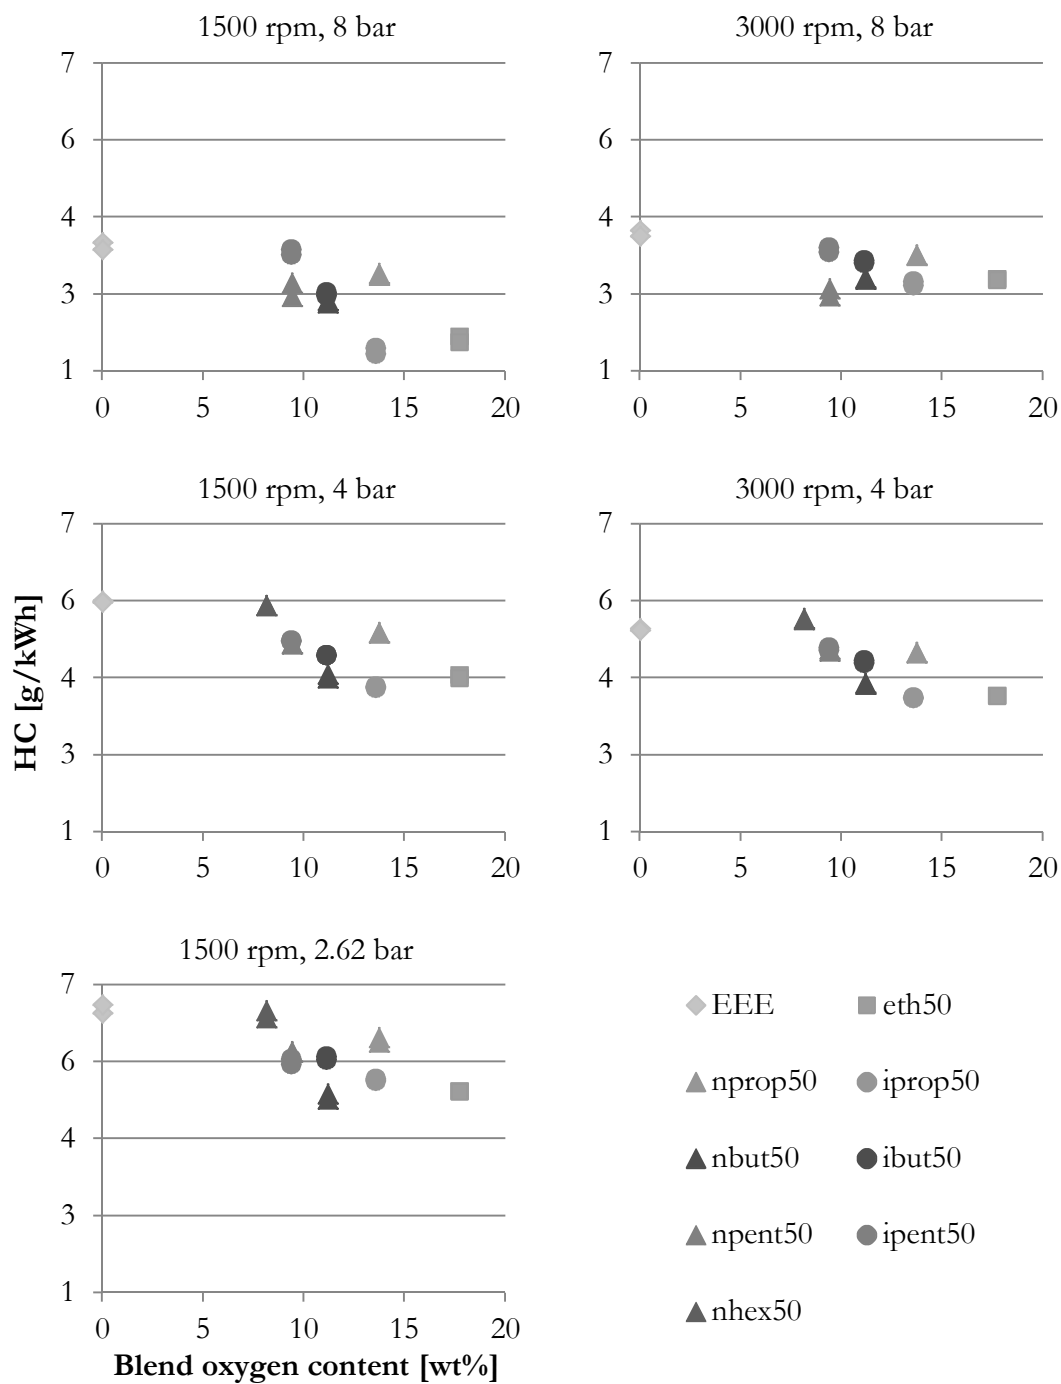 1500 rpm, 8 bar
7
6
4
3
1
0 5 10 15 20
3000 rpm, 8 bar
7
6
4
3
1
0 5 10 15 20
HC [g/kWh]
1500 rpm, 4 bar
7
6
4
3
1
0 5 10 15 20
3000 rpm, 4 bar
7
6
4
3
1
0 5 10 15 20
1500 rpm, 2.62 bar
7
6
4
3
1
0 5 10 15 20
Blend oxygen content [wt%]
EEE eth50
nprop50 iprop50
nbut50 ibut50
npent50 ipent50
nhex50